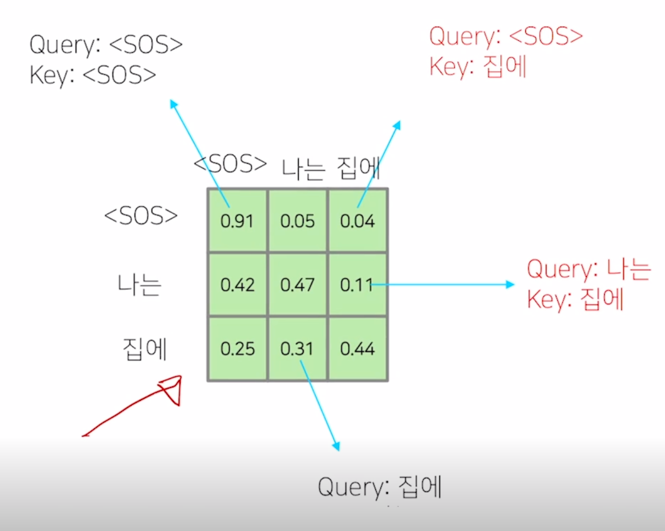 Query: <SOS>
Key: <SOS>
Query: <SOS>
Key: 집에
<SOS> 나는 집에
<SOS> 0.91 0.05 0.04
나는 0.42 0.47 0.11
Query: 나는
Key: 집에
집에 0.25 0.31 0.44
Query: 집에